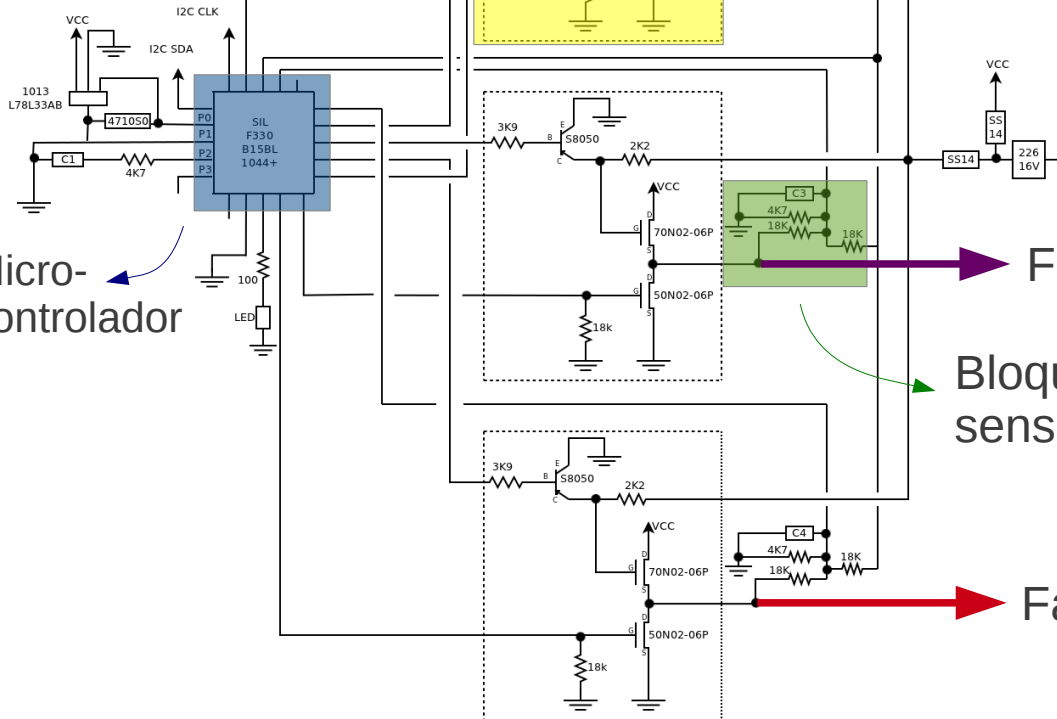 I2C CLK
VCC
I2C SDA
VCC
1013
L78L33AB
4710S0
P0
P1
P2
P3
SIL
F330
B15BL
1044+
C1
4K7
3K9
B
E
C
S8050
2K2
SS
14
SS14
226
16V
VCC
D
G
S
70N02-06P
D
G
S
50N02-06P
18k
C3
4K7
18K
18K
100
LED
icro-
ontrolador
F
Bloqu
sens
3K9
B
E
C
S8050
2K2
VCC
D
G
S
70N02-06P
D
G
S
50N02-06P
18k
C4
4K7
18K
18K
Fa